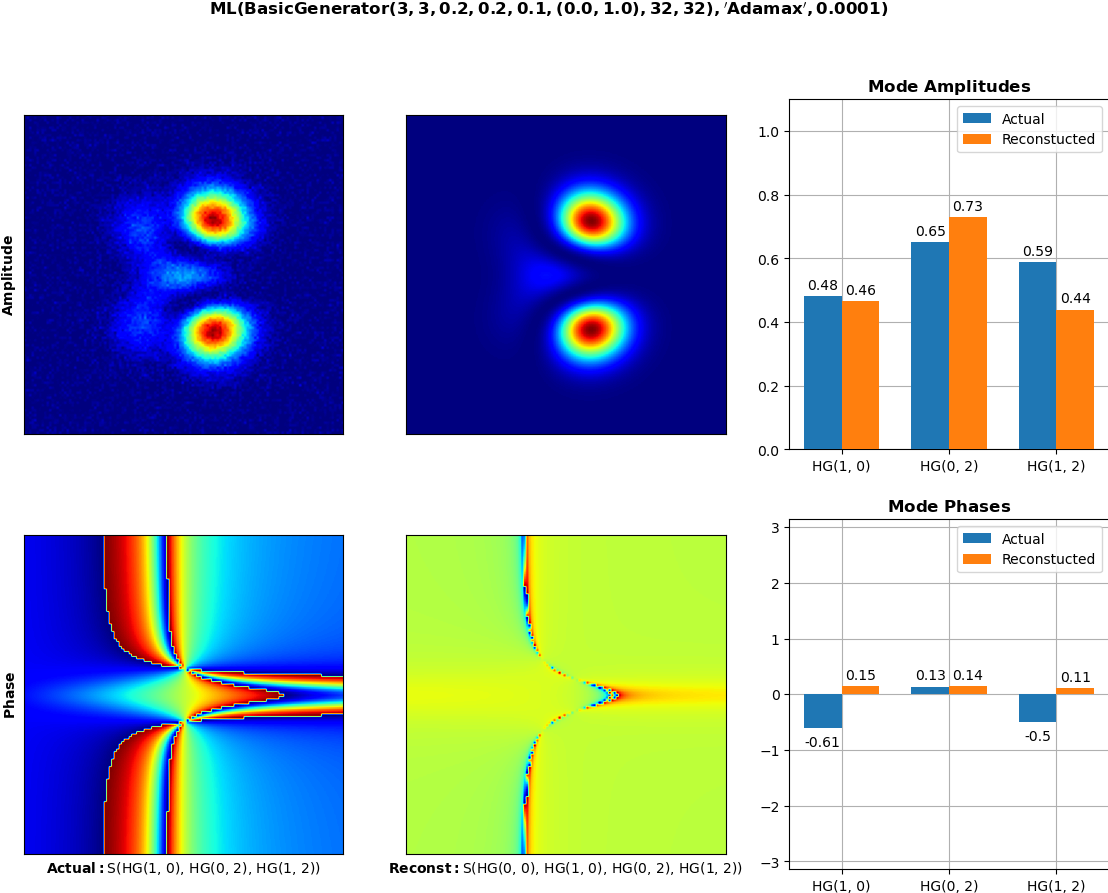 ML(BasicGenerator(3, 3, 0.2, 0.2, 0.1, (0.0, 1.0), 32, 32), ′Adamax′, 0.0001)
Amplitude
Mode Amplitudes
Actual
Reconstucted
1.0
0.8
0.6
0.4
0.2
0.0
0.48
0.46
0.65
0.73
0.59
0.44
HG(1, 0)
HG(0, 2)
HG(1, 2)
Phase
Actual: S(HG(1, 0), HG(0, 2), HG(1, 2))
Reconst: S(HG(0, 0), HG(1, 0), HG(0, 2), HG(1, 2))
Mode Phases
Actual
Reconstucted
3
2
1
0
−1
−2
−3
-0.61
0.15
0.13
0.14
-0.5
0.11
HG(1, 0)
HG(0, 2)
HG(1, 2)